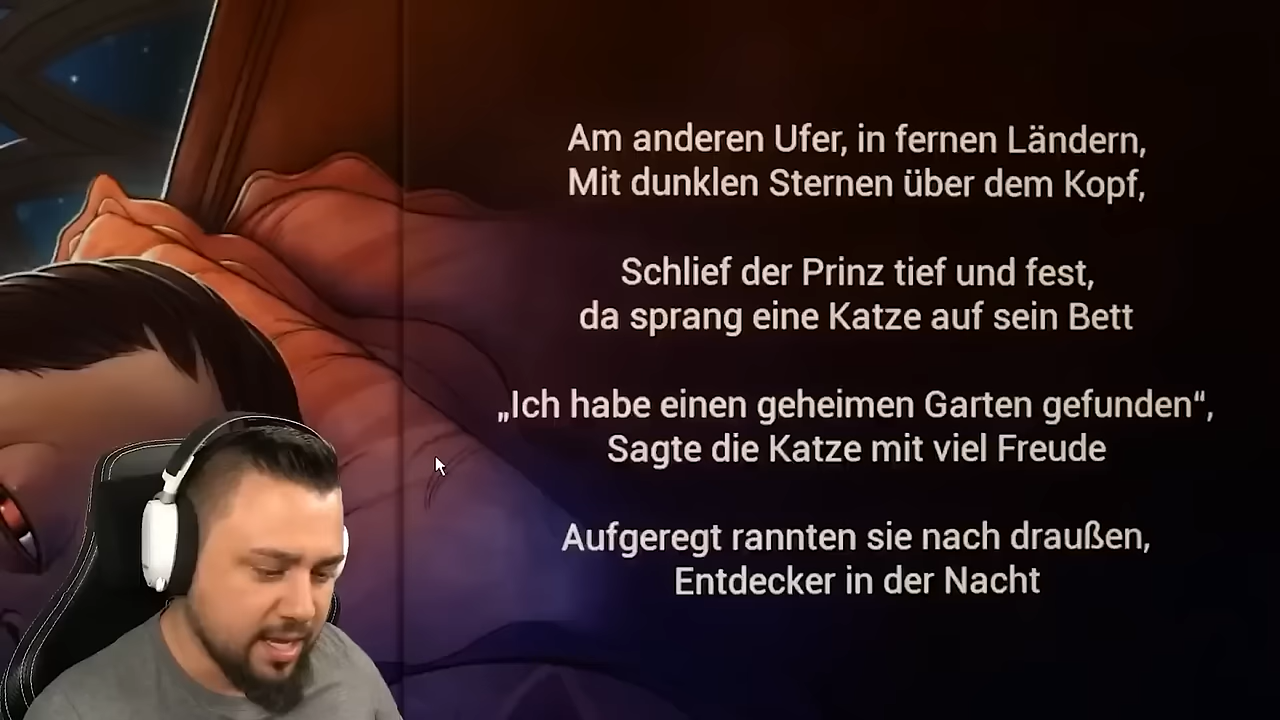 Am anderen Ufer, in fernen Ländern,
Mit dunklen Sternen über dem Kopf,
Schlief der Prinz tief und fest,
da sprang eine Katze auf sein Bett
„Ich habe einen geheimen Garten gefunden“,
Sagte die Katze mit viel Freude
Aufgeregt rannten sie nach draußen,
Entdecker in der Nacht